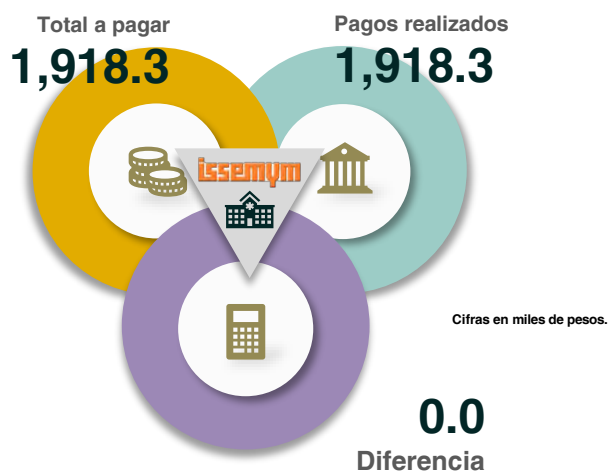 Total a pagar
1,918.3
Pagos realizados
1,918.3
issemym
Cifras en miles de pesos.
0.0
Diferencia